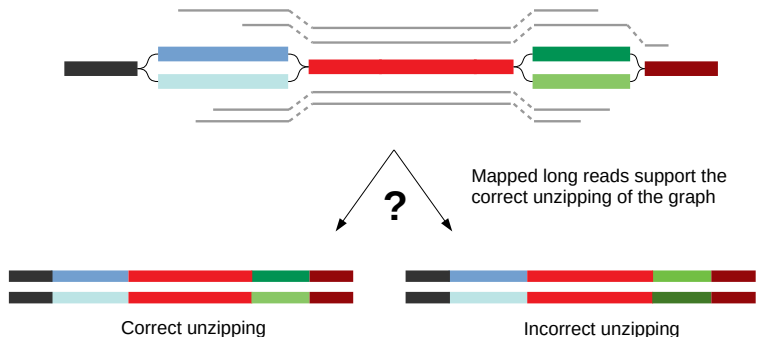 Mapped long reads support the
correct unzipping of the graph
?
Correct unzipping
Incorrect unzipping